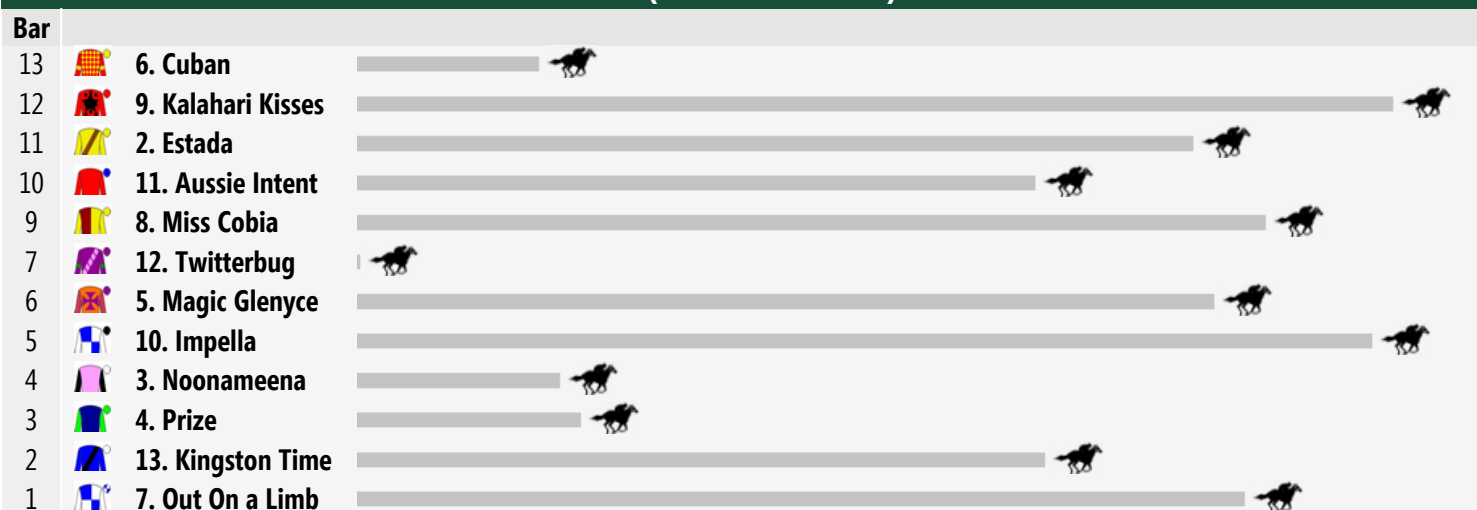 Bar
13 6. Cuban
12 9. Kalahari Kisses
11 2. Estada
10 11. Aussie Intent
9 8. Miss Cobia
7 12. Twitterbug
6 5. Magic Glenyce
5 10. Impella
4 3. Noonameena
3 4. Prize
2 13. Kingston Time
1 7. Out On a Limb